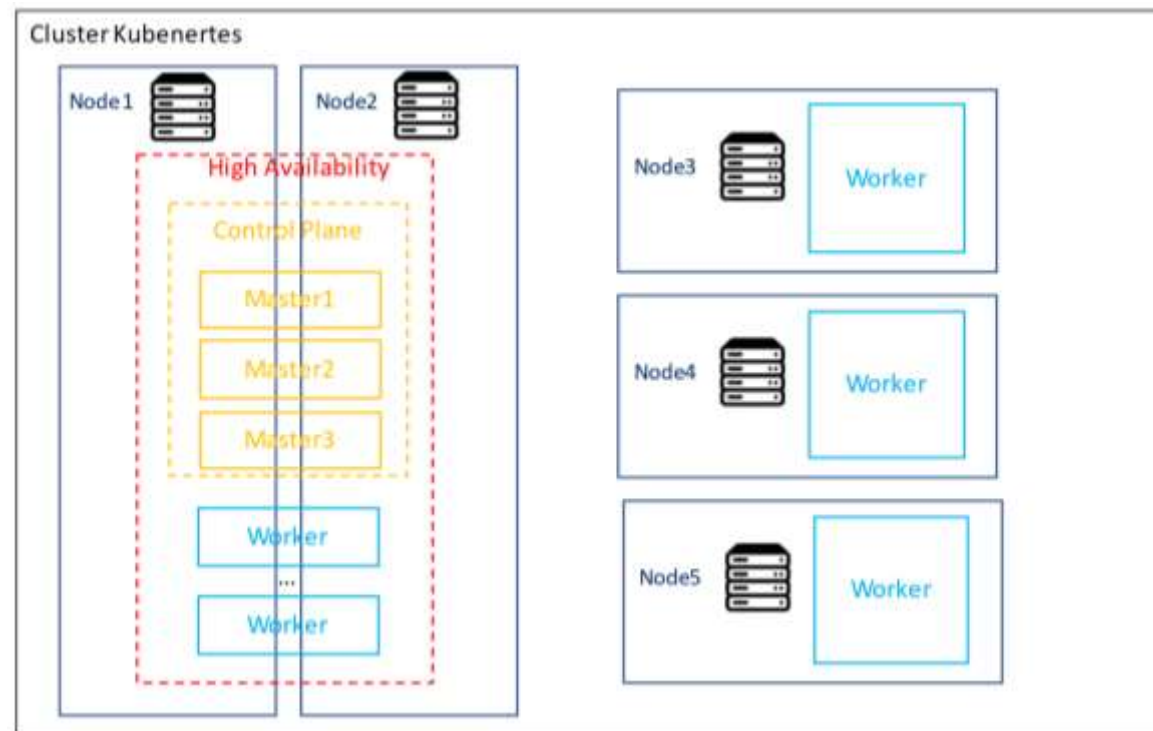 Cluster Kubenertes
Node1
Node2
High Availability
Control Plane
Master1
Master2
Master3
Worker
...
Worker
Node3
Worker
Node4
Worker
Node5
Worker